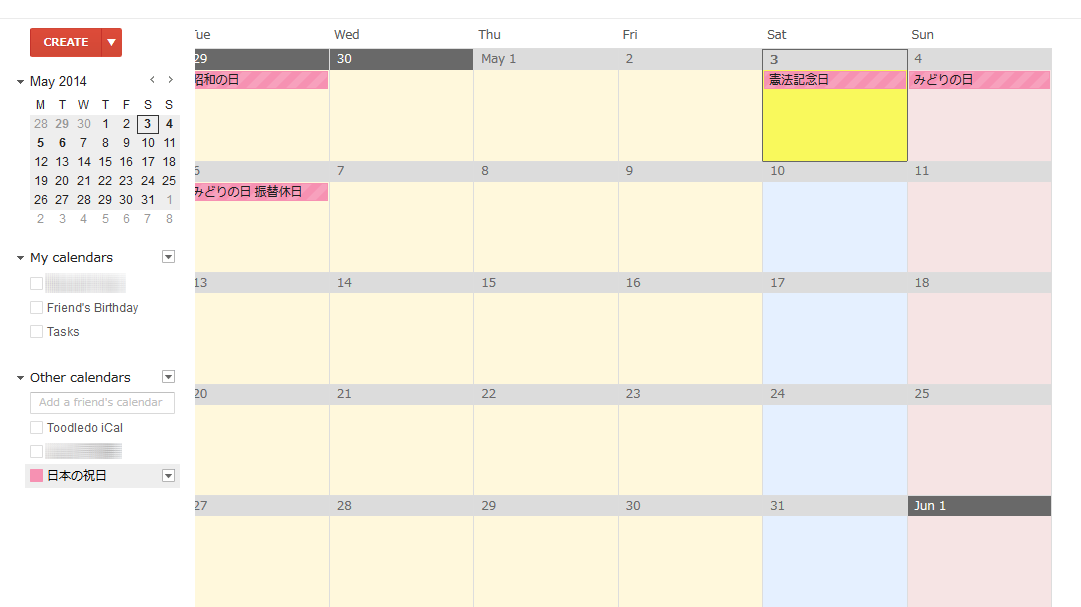 CREATE
May 2014
M T W T F S S
28 29 30 1 2 3 4
5 6 7 8 9 10 11
12 13 14 15 16 17 18
19 20 21 22 23 24 25
26 27 28 29 30 31 1
2 3 4 5 6 7 8
My calendars
Friend's Birthday
Tasks
Other calendars
Add a friend's calendar
Toodledo iCal
日本の祝日
Tue Wed Thu Fri Sat Sun
29 30 May 1 2 3 4
昭和の日 憲法記念日 みどりの日
6 7 8 9 10 11
みどりの日 振替休日
13 14 15 16 17 18
20 21 22 23 24 25
27 28 29 30 31 Jun 1